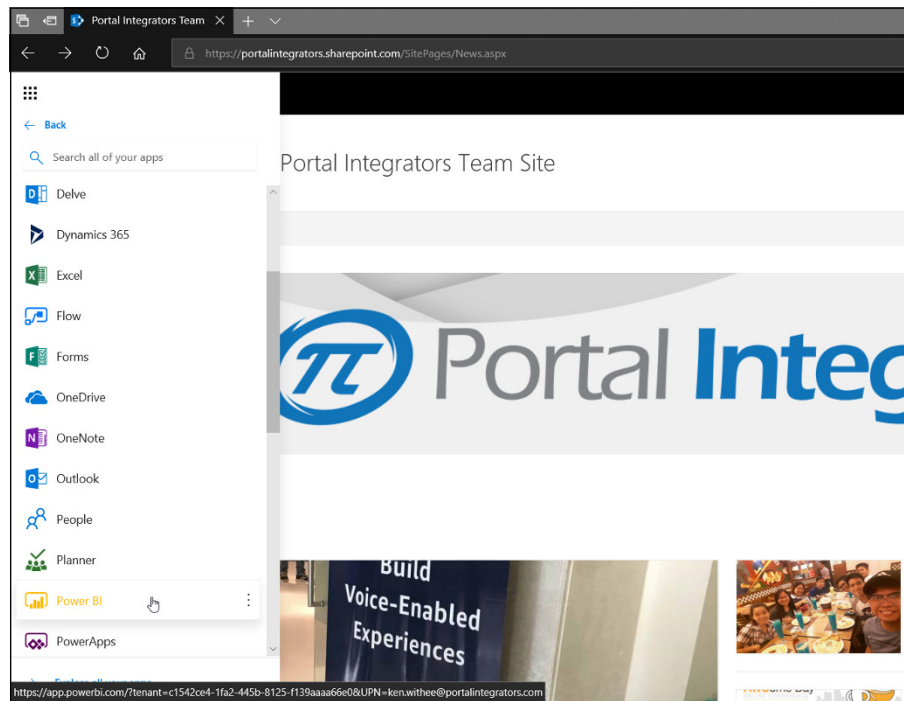 Portal Integrators Team
https://portalintegrators.sharepoint.com/SitePages/News.aspx
Back
Search all of your apps
Delve
Dynamics 365
Excel
Flow
Forms
OneDrive
OneNote
Outlook
People
Planner
Power BI
PowerApps
https://app.powerbi.com/?tenant=c1542ce4-1fa2-445b-8125-f139aaaa66e0&UPN=ken.withee@portalintegrators.com
Portal Integrators Team Site
π Portal Integ
Build
Voice-Enabled
Experiences